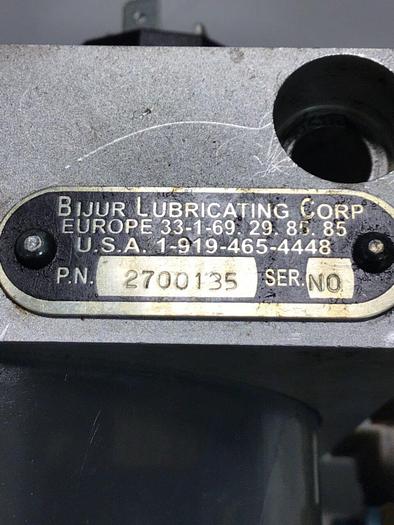 BIJUR LUBRICATING CORP
EUROPE 33-1-69. 29. 85. 85
U.S.A. 1-919-465-4448
P.N. 2700135 SER. NO